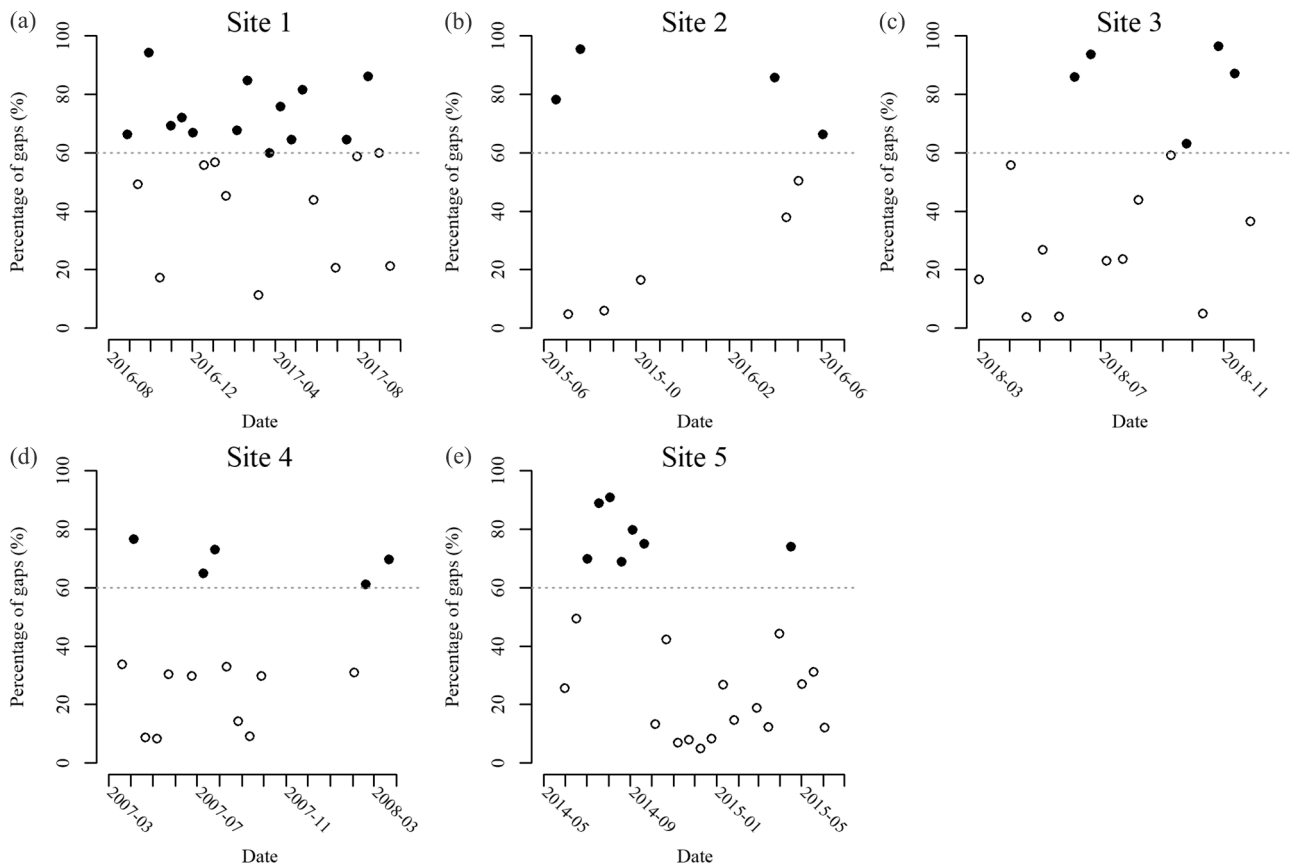 (a)
Site 1
Percentage of gaps (%)
100
80
60
40
20
0
2016-08
2016-12
2017-04
2017-08
Date
(b)
Site 2
Percentage of gaps (%)
100
80
60
40
20
0
2015-06
2015-10
2016-02
2016-06
Date
(c)
Site 3
Percentage of gaps (%)
100
80
60
40
20
0
2018-03
2018-07
2018-11
Date
(d)
Site 4
Percentage of gaps (%)
100
80
60
40
20
0
2007-03
2007-07
2007-11
2008-03
Date
(e)
Site 5
Percentage of gaps (%)
100
80
60
40
20
0
2014-05
2014-09
2015-01
2015-05
Date